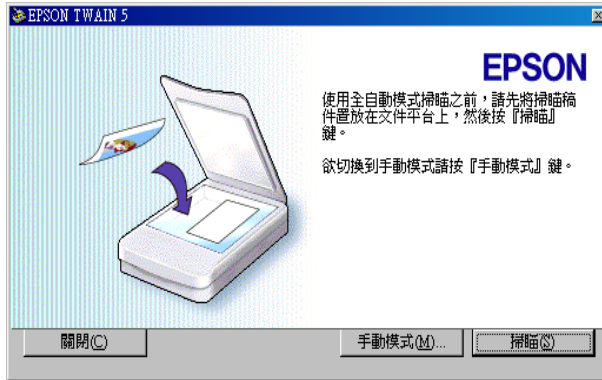 EPSON TWAIN 5
EPSON
使用全自動模式掃瞄之前，請先將掃瞄稿
件置放在文件平台上，然後按『掃瞄』
鍵。
欲切換到手動模式請按『手動模式』鍵。
關閉(C)
手動模式(M)...
掃瞄(S)